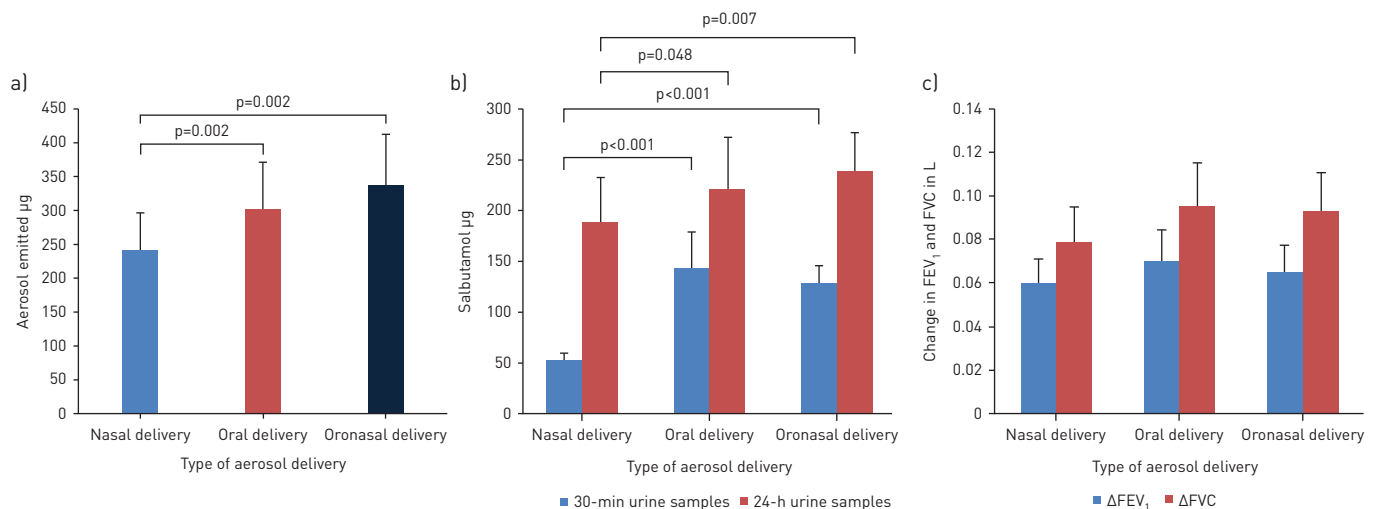 a)
p=0.002
p=0.002
450
400
350
300
250
200
150
100
50
0
Aerosol emitted µg
Nasal delivery Oral delivery Oronasal delivery
Type of aerosol delivery
b)
p=0.007
p=0.048
p<0.001
p<0.001
300
250
200
150
100
50
0
Salbutamol µg
Nasal delivery Oral delivery Oronasal delivery
Type of aerosol delivery
30-min urine samples 24-h urine samples
c)
0.14
0.12
0.10
0.08
0.06
0.04
0.02
0
Change in FEV₁ and FVC in L
Nasal delivery Oral delivery Oronasal delivery
Type of aerosol delivery
ΔFEV₁ ΔFVC